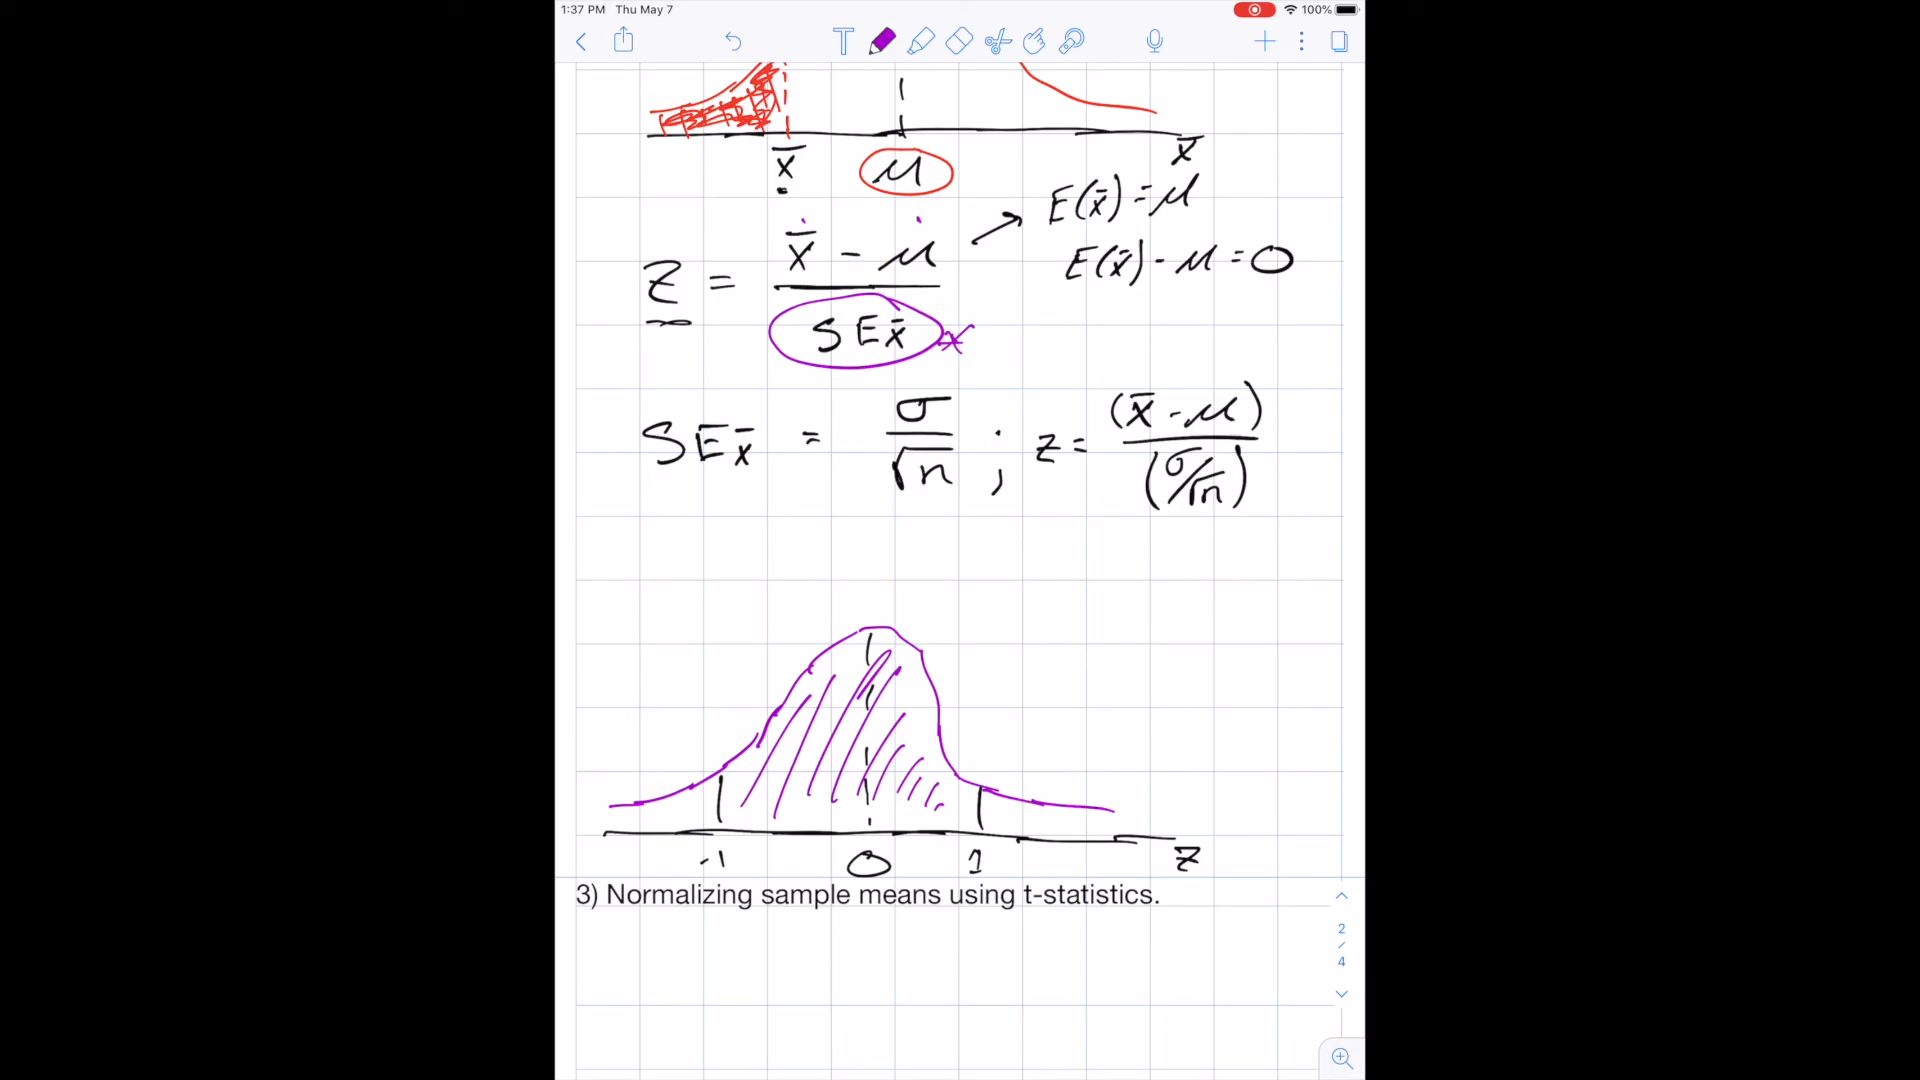 1:37 PM Thu May 7
100%
T
x̄ μ x̄
E(x̄) = μ
z = x̄ - μ / SEx̄
E(x̄) - μ = 0
SEx̄ = σ/√n ; z = (x̄ - μ) / (σ/√n)
-1 0 1 z
3) Normalizing sample means using t-statistics.
2
/
4